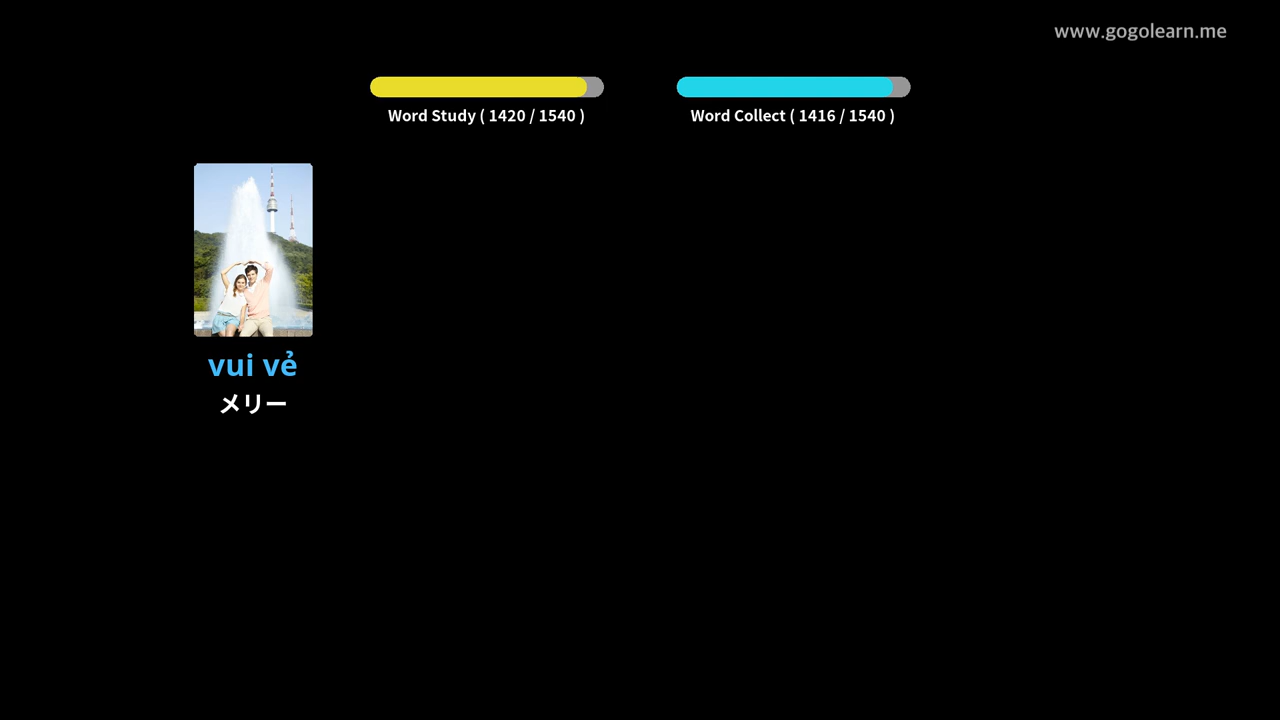 www.gogolearn.me
Word Study ( 1420 / 1540 )
Word Collect ( 1416 / 1540 )
vui vẻ
メリー